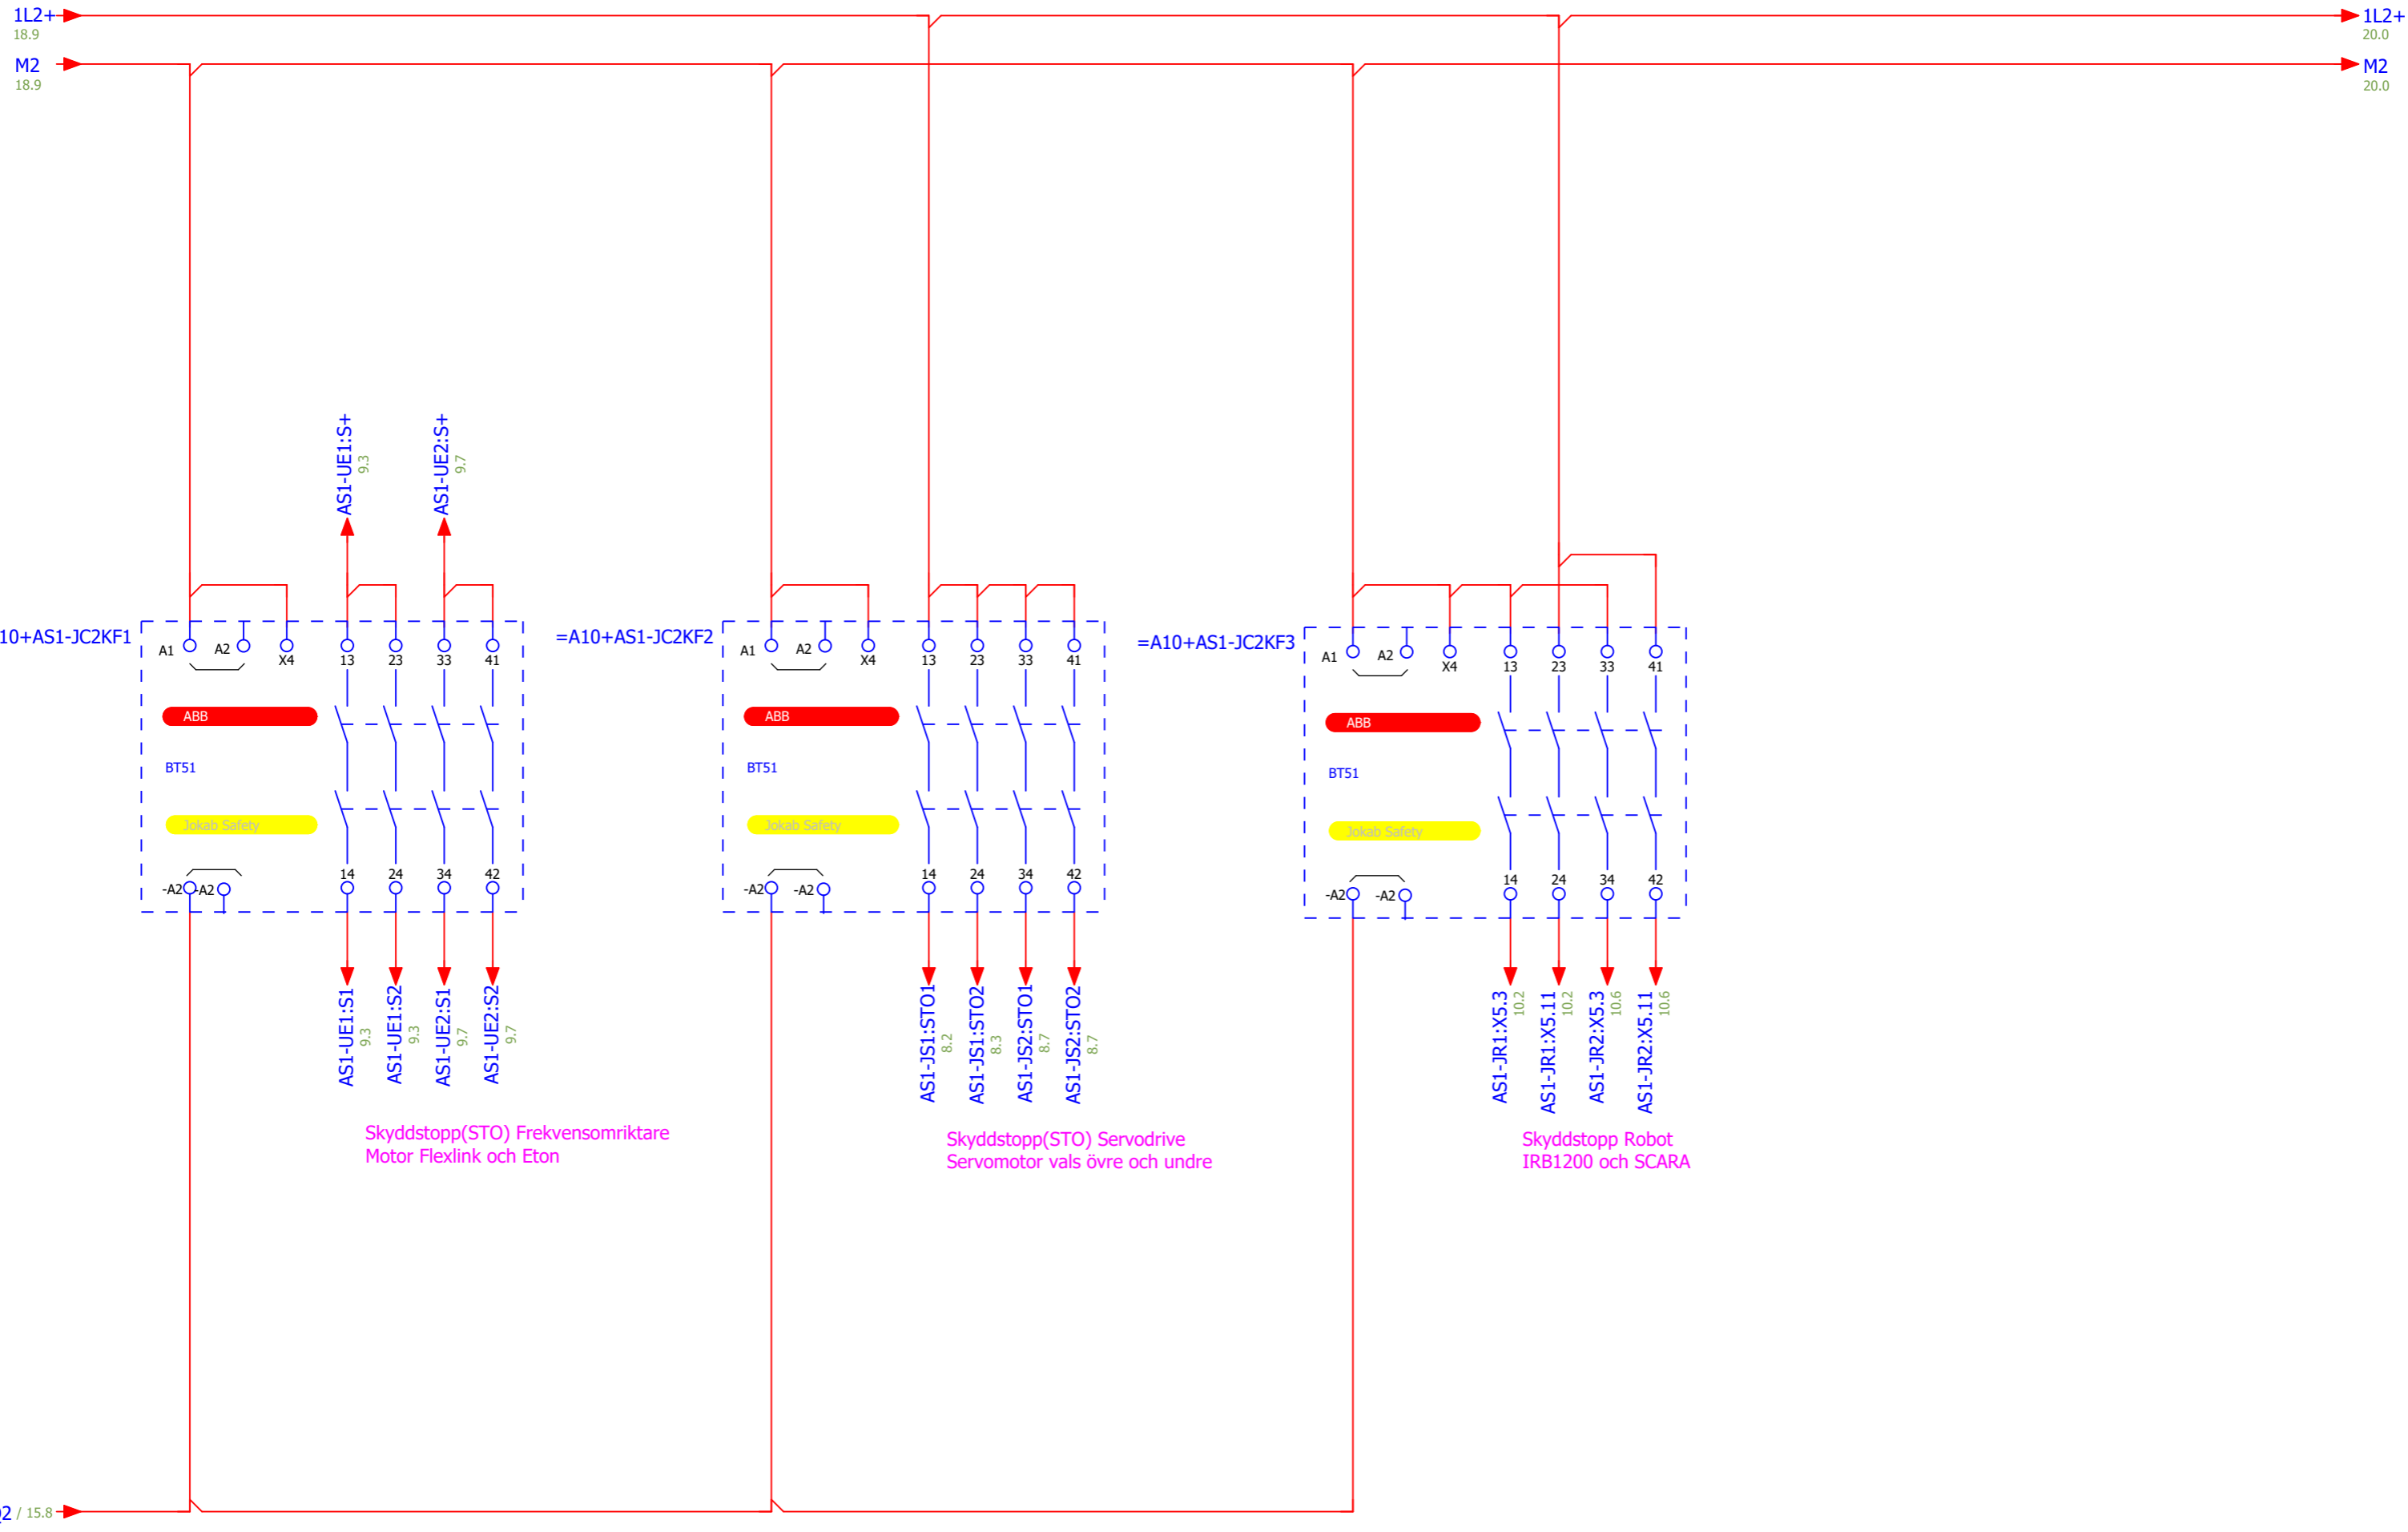 1L2+
18.9
1L2+
20.0
M2
18.9
M2
20.0
AS1-UE1:S+
9.3
AS1-UE2:S+
9.7
10+AS1-JC2KF1
A1
A2
X4
13
23
33
41
ABB
BT51
Jokab Safety
-A2
-A2
14
24
34
42
AS1-UE1:S1
9.3
AS1-UE1:S2
9.3
AS1-UE2:S1
9.7
AS1-UE2:S2
9.7
Skyddstopp(STO) Frekvensomriktare
Motor Flexlink och Eton
=A10+AS1-JC2KF2
A1
A2
X4
13
23
33
41
ABB
BT51
Jokab Safety
-A2
-A2
14
24
34
42
AS1-JS1:STO1
8.2
AS1-JS1:STO2
8.3
AS1-JS2:STO1
8.7
AS1-JS2:STO2
8.7
Skyddstopp(STO) Servodrive
Servomotor vals övre och undre
=A10+AS1-JC2KF3
A1
A2
X4
13
23
33
41
ABB
BT51
Jokab Safety
-A2
-A2
14
24
34
42
AS1-JR1:X5.3
10.2
AS1-JR1:X5.11
10.2
AS1-JR2:X5.3
10.6
AS1-JR2:X5.11
10.6
Skyddstopp Robot
IRB1200 och SCARA
2 / 15.8